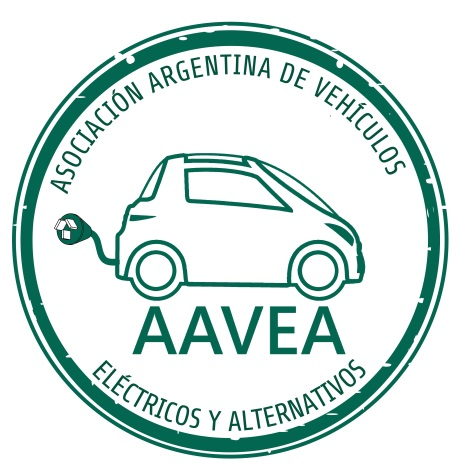 ASOCIACIÓN ARGENTINA DE VEHÍCULOS
AAVEA
ELÉCTRICOS Y ALTERNATIVOS